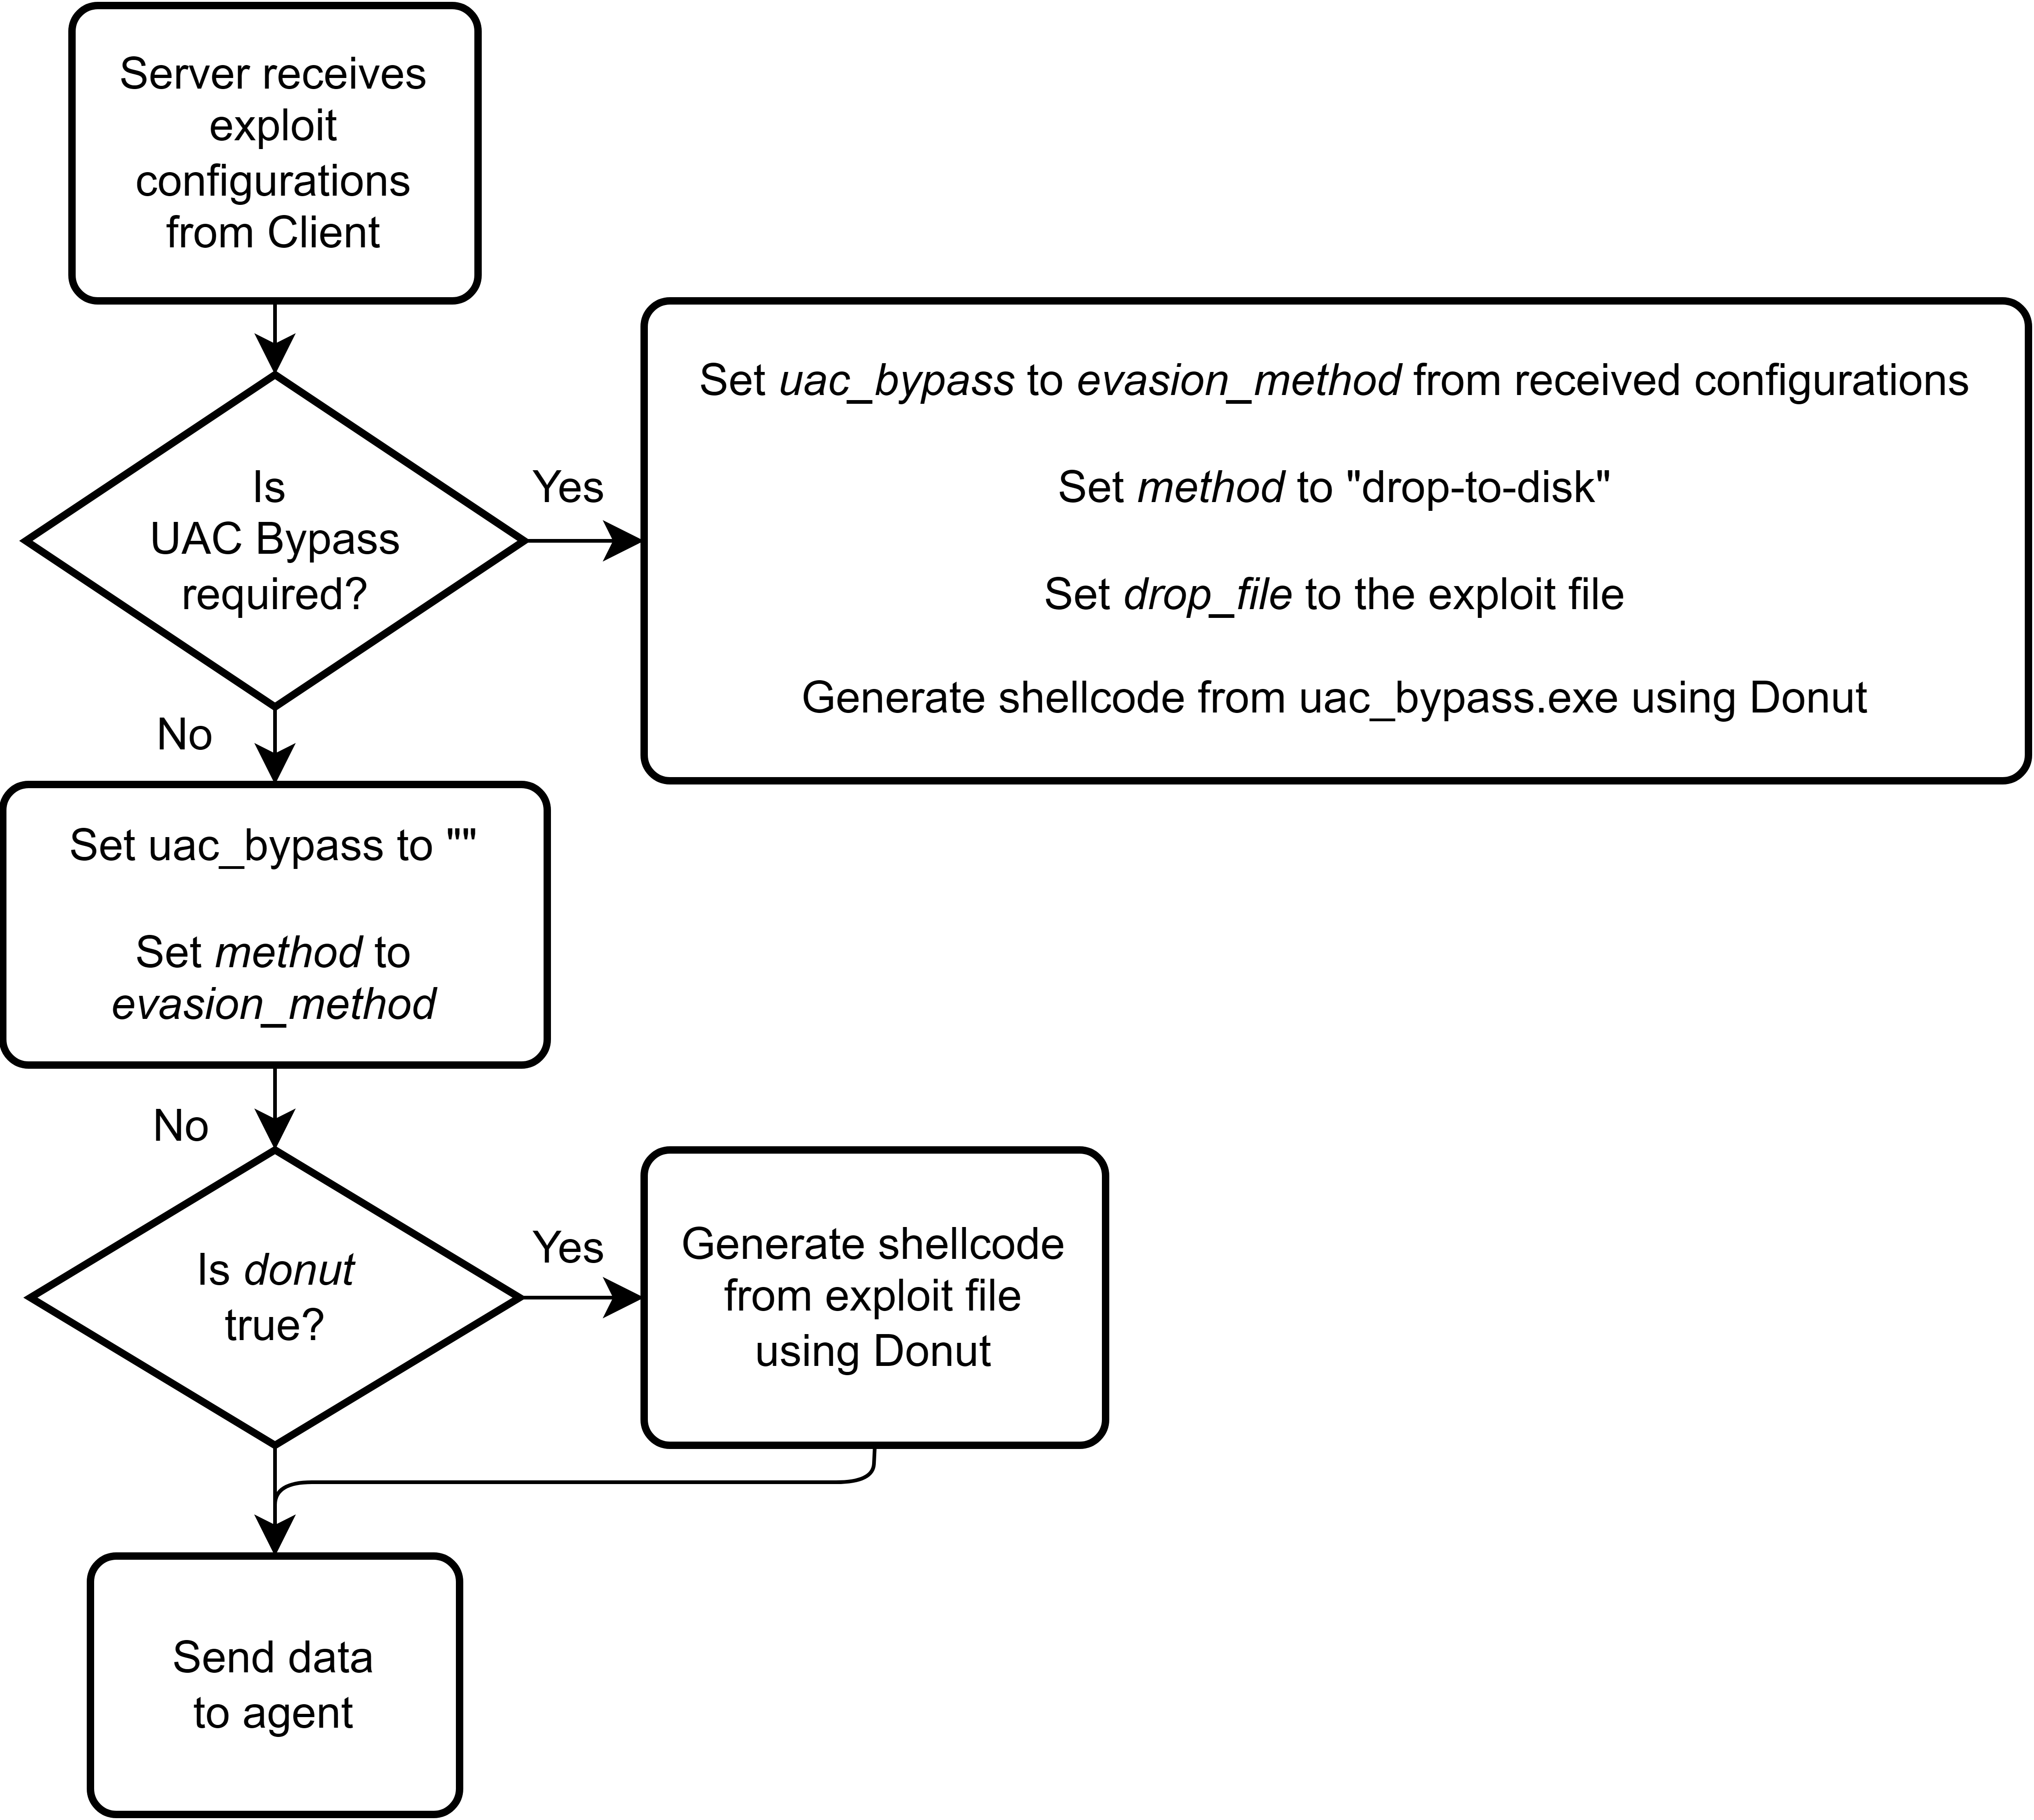 Server receives
exploit
configurations
from Client
Is
UAC Bypass
required?
Yes
Set uac_bypass to evasion_method from received configurations
Set method to "drop-to-disk"
Set drop_file to the exploit file
Generate shellcode from uac_bypass.exe using Donut
No
Set uac_bypass to ""
Set method to
evasion_method
No
Is donut
true?
Yes
Generate shellcode
from exploit file
using Donut
Send data
to agent